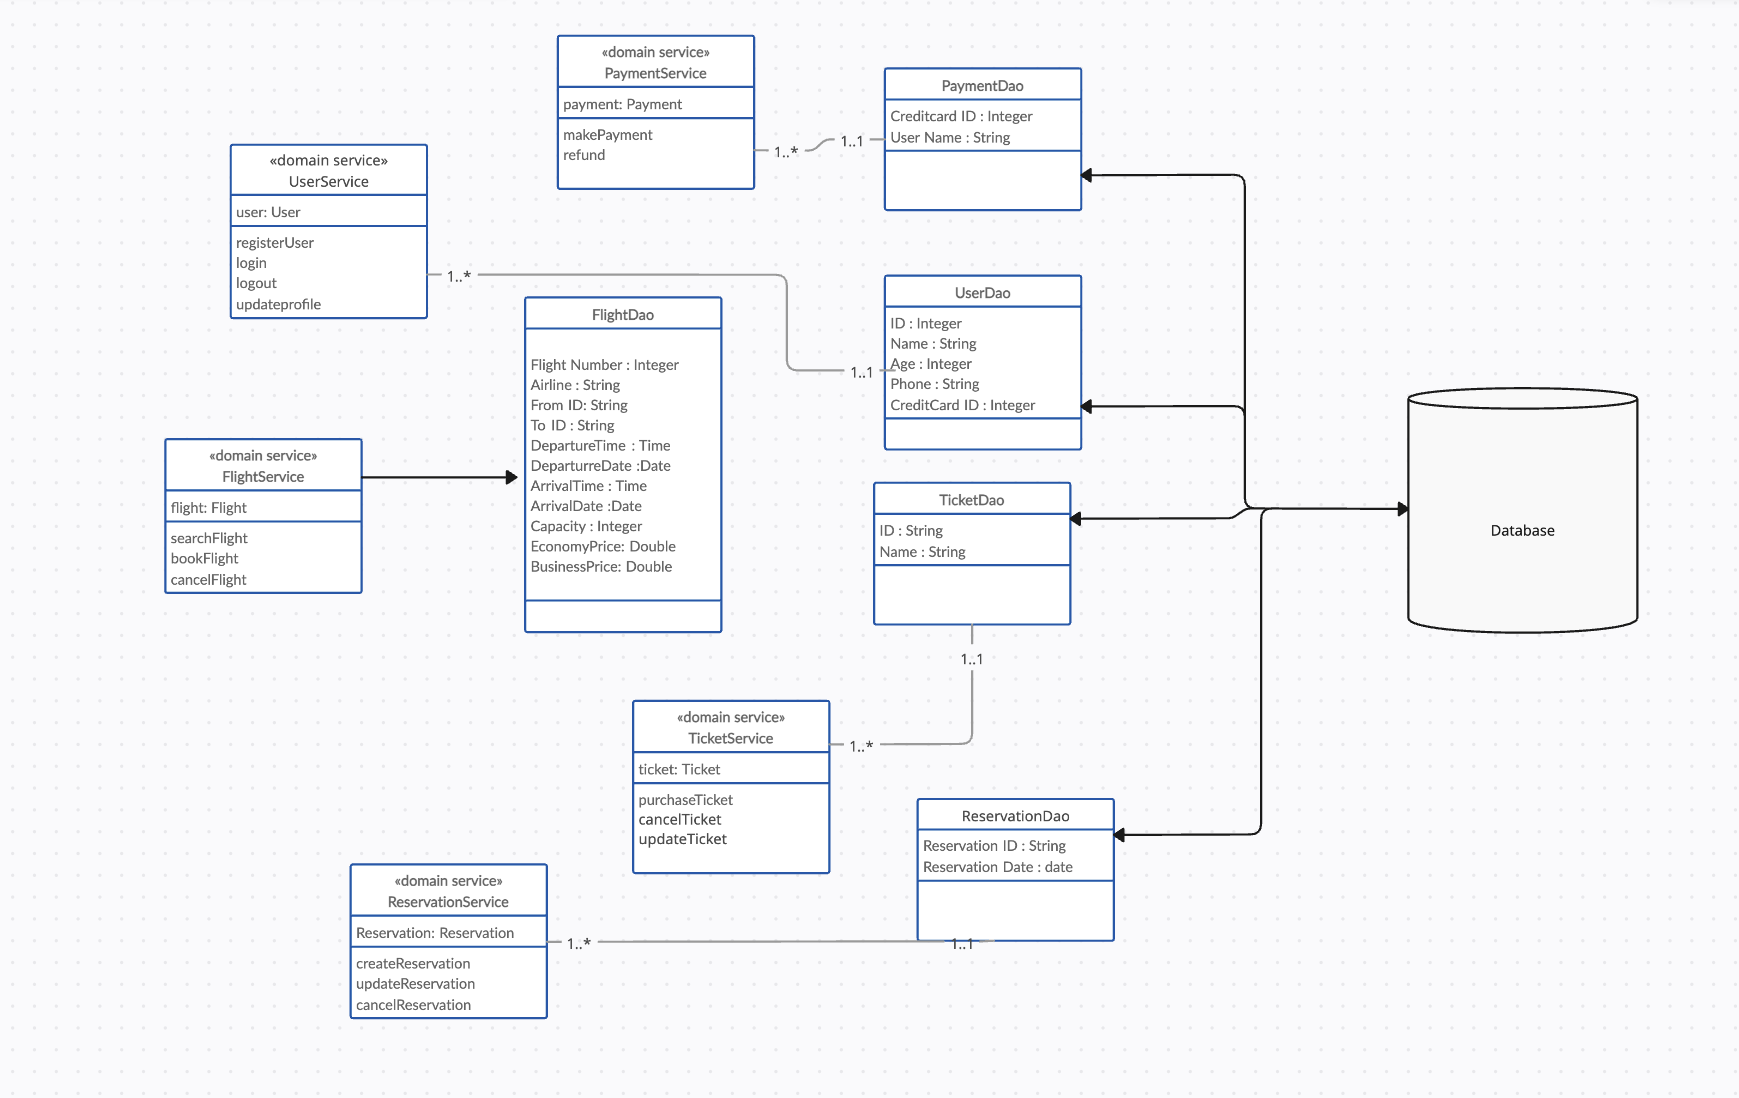 «domain service»
PaymentService
payment: Payment
makePayment
refund
1..*
1..1
PaymentDao
Creditcard ID : Integer
User Name : String
«domain service»
UserService
user: User
registerUser
login
logout
updateprofile
1..*
1..1
UserDao
ID : Integer
Name : String
Age : Integer
Phone : String
CreditCard ID : Integer
FlightDao
Flight Number : Integer
Airline : String
From ID: String
To ID : String
DepartureTime : Time
DeparturreDate :Date
ArrivalTime : Time
ArrivalDate :Date
Capacity : Integer
EconomyPrice: Double
BusinessPrice: Double
«domain service»
FlightService
flight: Flight
searchFlight
bookFlight
cancelFlight
TicketDao
ID : String
Name : String
Database
1..1
«domain service»
TicketService
ticket: Ticket
purchaseTicket
cancelTicket
updateTicket
1..*
ReservationDao
Reservation ID : String
Reservation Date : date
«domain service»
ReservationService
Reservation: Reservation
createReservation
updateReservation
cancelReservation
1..*
1..1